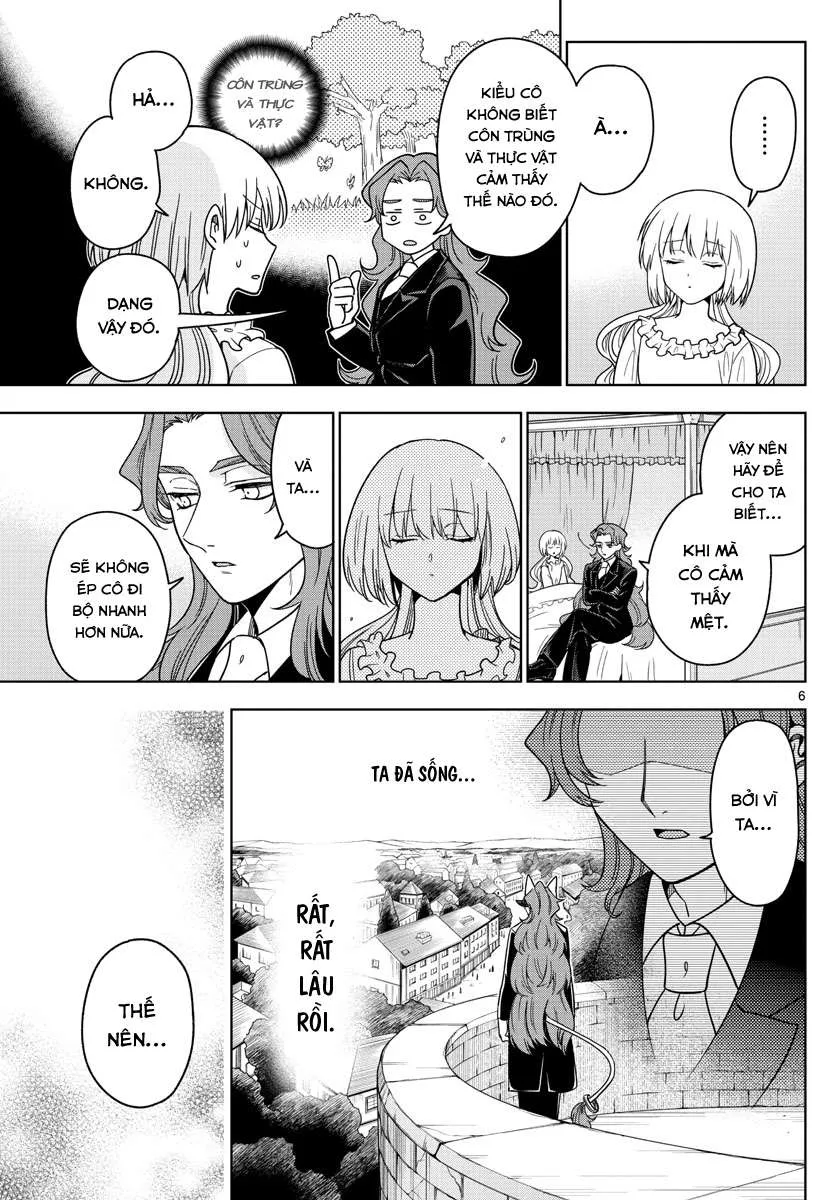 ......
À...
KIỂU CÔ
KHÔNG BIẾT
CÔN TRÙNG
VÀ THỰC VẬT
CẢM THẤY
THẾ NÀO ĐÓ.
CÔN TRÙNG
VÀ THỰC
VẬT?
HẢ...
KHÔNG.
DẠNG
VẬY ĐÓ.
VẬY NÊN
HÃY ĐỂ
CHO TA
BIẾT...
KHI MÀ
CÔ CẢM
THẤY
MỆT.
VÀ
TA...
SẼ KHÔNG
ÉP CÔ ĐI
BỘ NHANH
HƠN NỮA.
6
BỞI VÌ
TA...
TA ĐÃ SỐNG...
RẤT,
RẤT
LÂU
RỒI.
THẾ
NÊN...